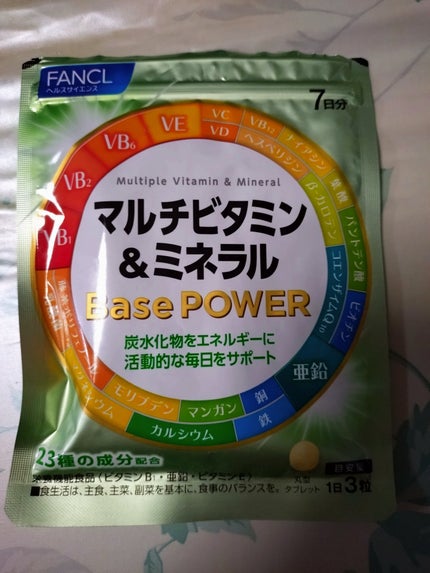 FANCL
ヘルスサイエンス
7日分
VE
VC
VB12
ナイアシン
VD
ヘスペリジン
葉酸
VB6
β-カロテン
パントテン酸
VB2
コエンザイムQ10
ビオチン
VB1
Multiple Vitamin & Mineral
マルチビタミン
&ミネラル
Base POWER
炭水化物をエネルギーに
活動的な毎日をサポート
亜鉛
モリブデン
マンガン
銅
カルシウム
鉄
23種の成分配合
栄養機能食品〈ビタミンB1・亜鉛・ビタミンE〉
■食生活は、主食、主菜、副菜を基本に、食事のバランスを。
丸型
タブレット
目安量
1日3粒